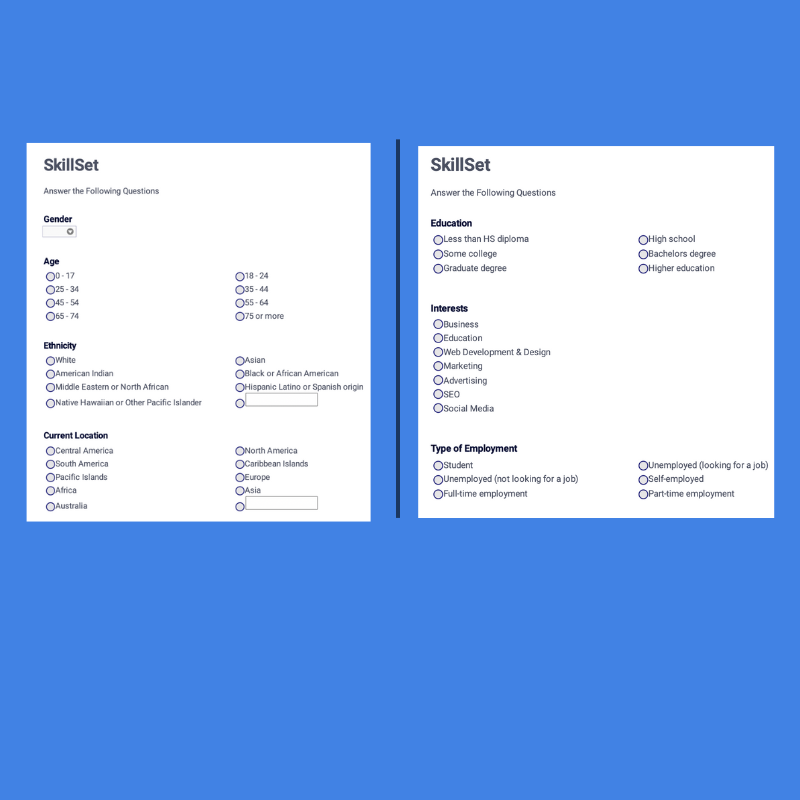 SkillSet
Answer the Following Questions
Gender
Age
0 - 17
18 - 24
25 - 34
35 - 44
45 - 54
55 - 64
65 - 74
75 or more
Ethnicity
White
Asian
American Indian
Black or African American
Middle Eastern or North African
Hispanic Latino or Spanish origin
Native Hawaiian or Other Pacific Islander
Current Location
Central America
North America
South America
Caribbean Islands
Pacific Islands
Europe
Africa
Asia
Australia
SkillSet
Answer the Following Questions
Education
Less than HS diploma
High school
Some college
Bachelors degree
Graduate degree
Higher education
Interests
Business
Education
Web Development & Design
Marketing
Advertising
SEO
Social Media
Type of Employment
Student
Unemployed (looking for a job)
Unemployed (not looking for a job)
Self-employed
Full-time employment
Part-time employment